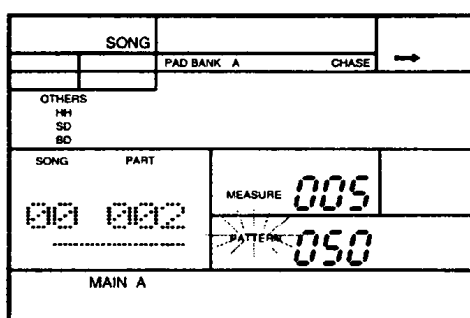 SONG
PAD BANK A CHASE
OTHERS
HH
SD
BD
SONG PART
00 002
MEASURE 005
PATTERN 050
MAIN A